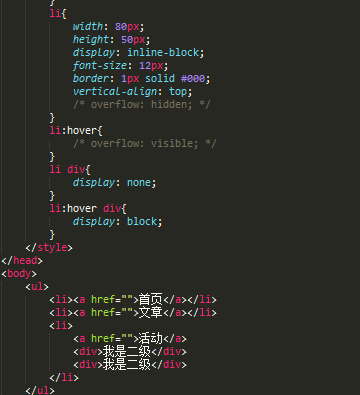 }
li{
width: 80px;
height: 50px;
display: inline-block;
font-size: 12px;
border: 1px solid #000;
vertical-align: top;
/* overflow: hidden; */
}
li:hover{
/* overflow: visible; */
}
li div{
display: none;
}
li:hover div{
display: block;
}
</style>
</head>
<body>
<ul>
<li><a href="">首页</a></li>
<li><a href="">文章</a></li>
<li>
<a href="">活动</a>
<div>我是二级</div>
<div>我是二级</div>
</li>
</ul>